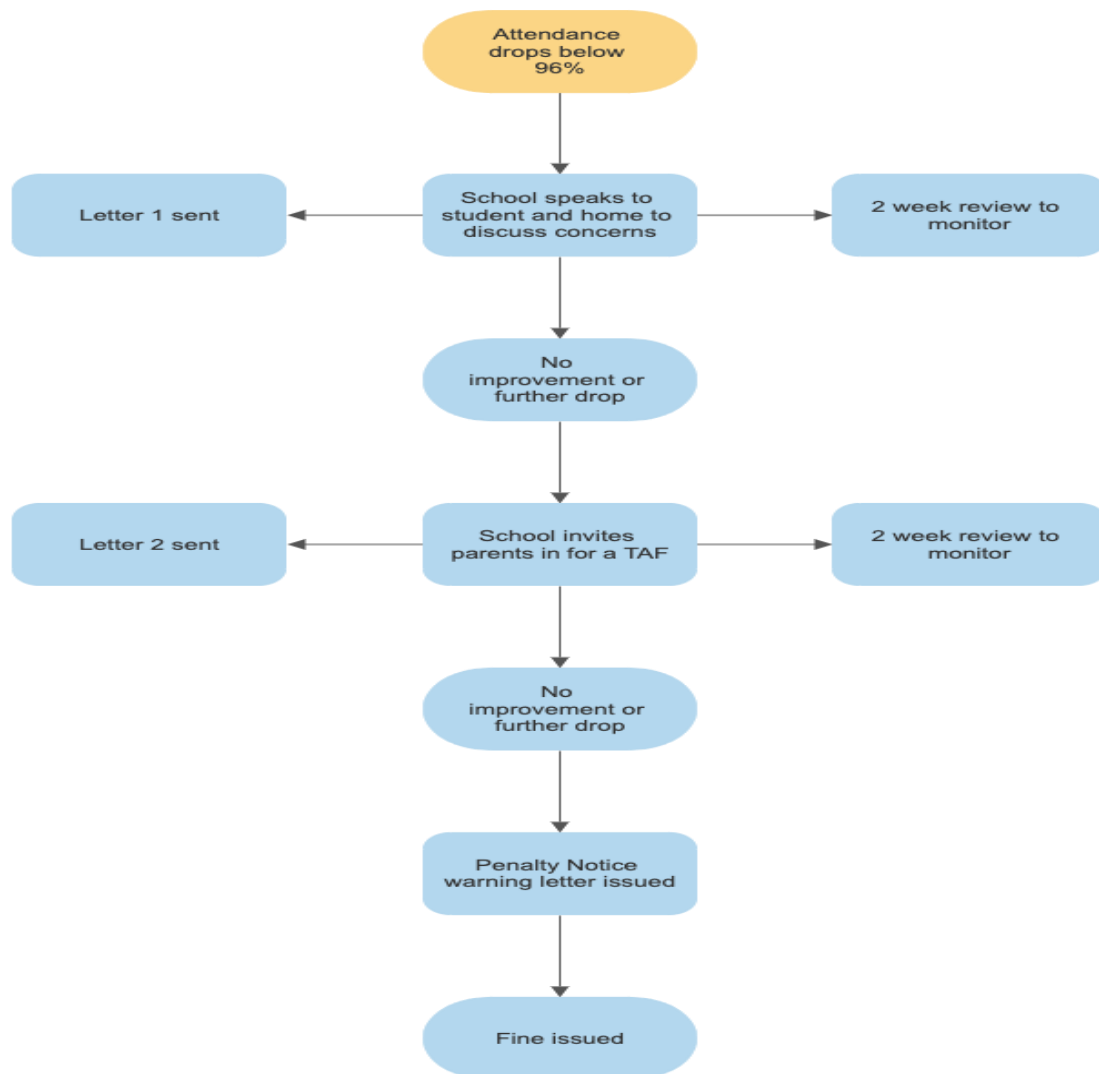 Attendance
drops below
96%
Letter 1 sent
School speaks to
student and home to
discuss concerns
2 week review to
monitor
No
improvement or
further drop
Letter 2 sent
School invites
parents in for a TAF
2 week review to
monitor
No
improvement or
further drop
Penalty Notice
warning letter issued
Fine issued